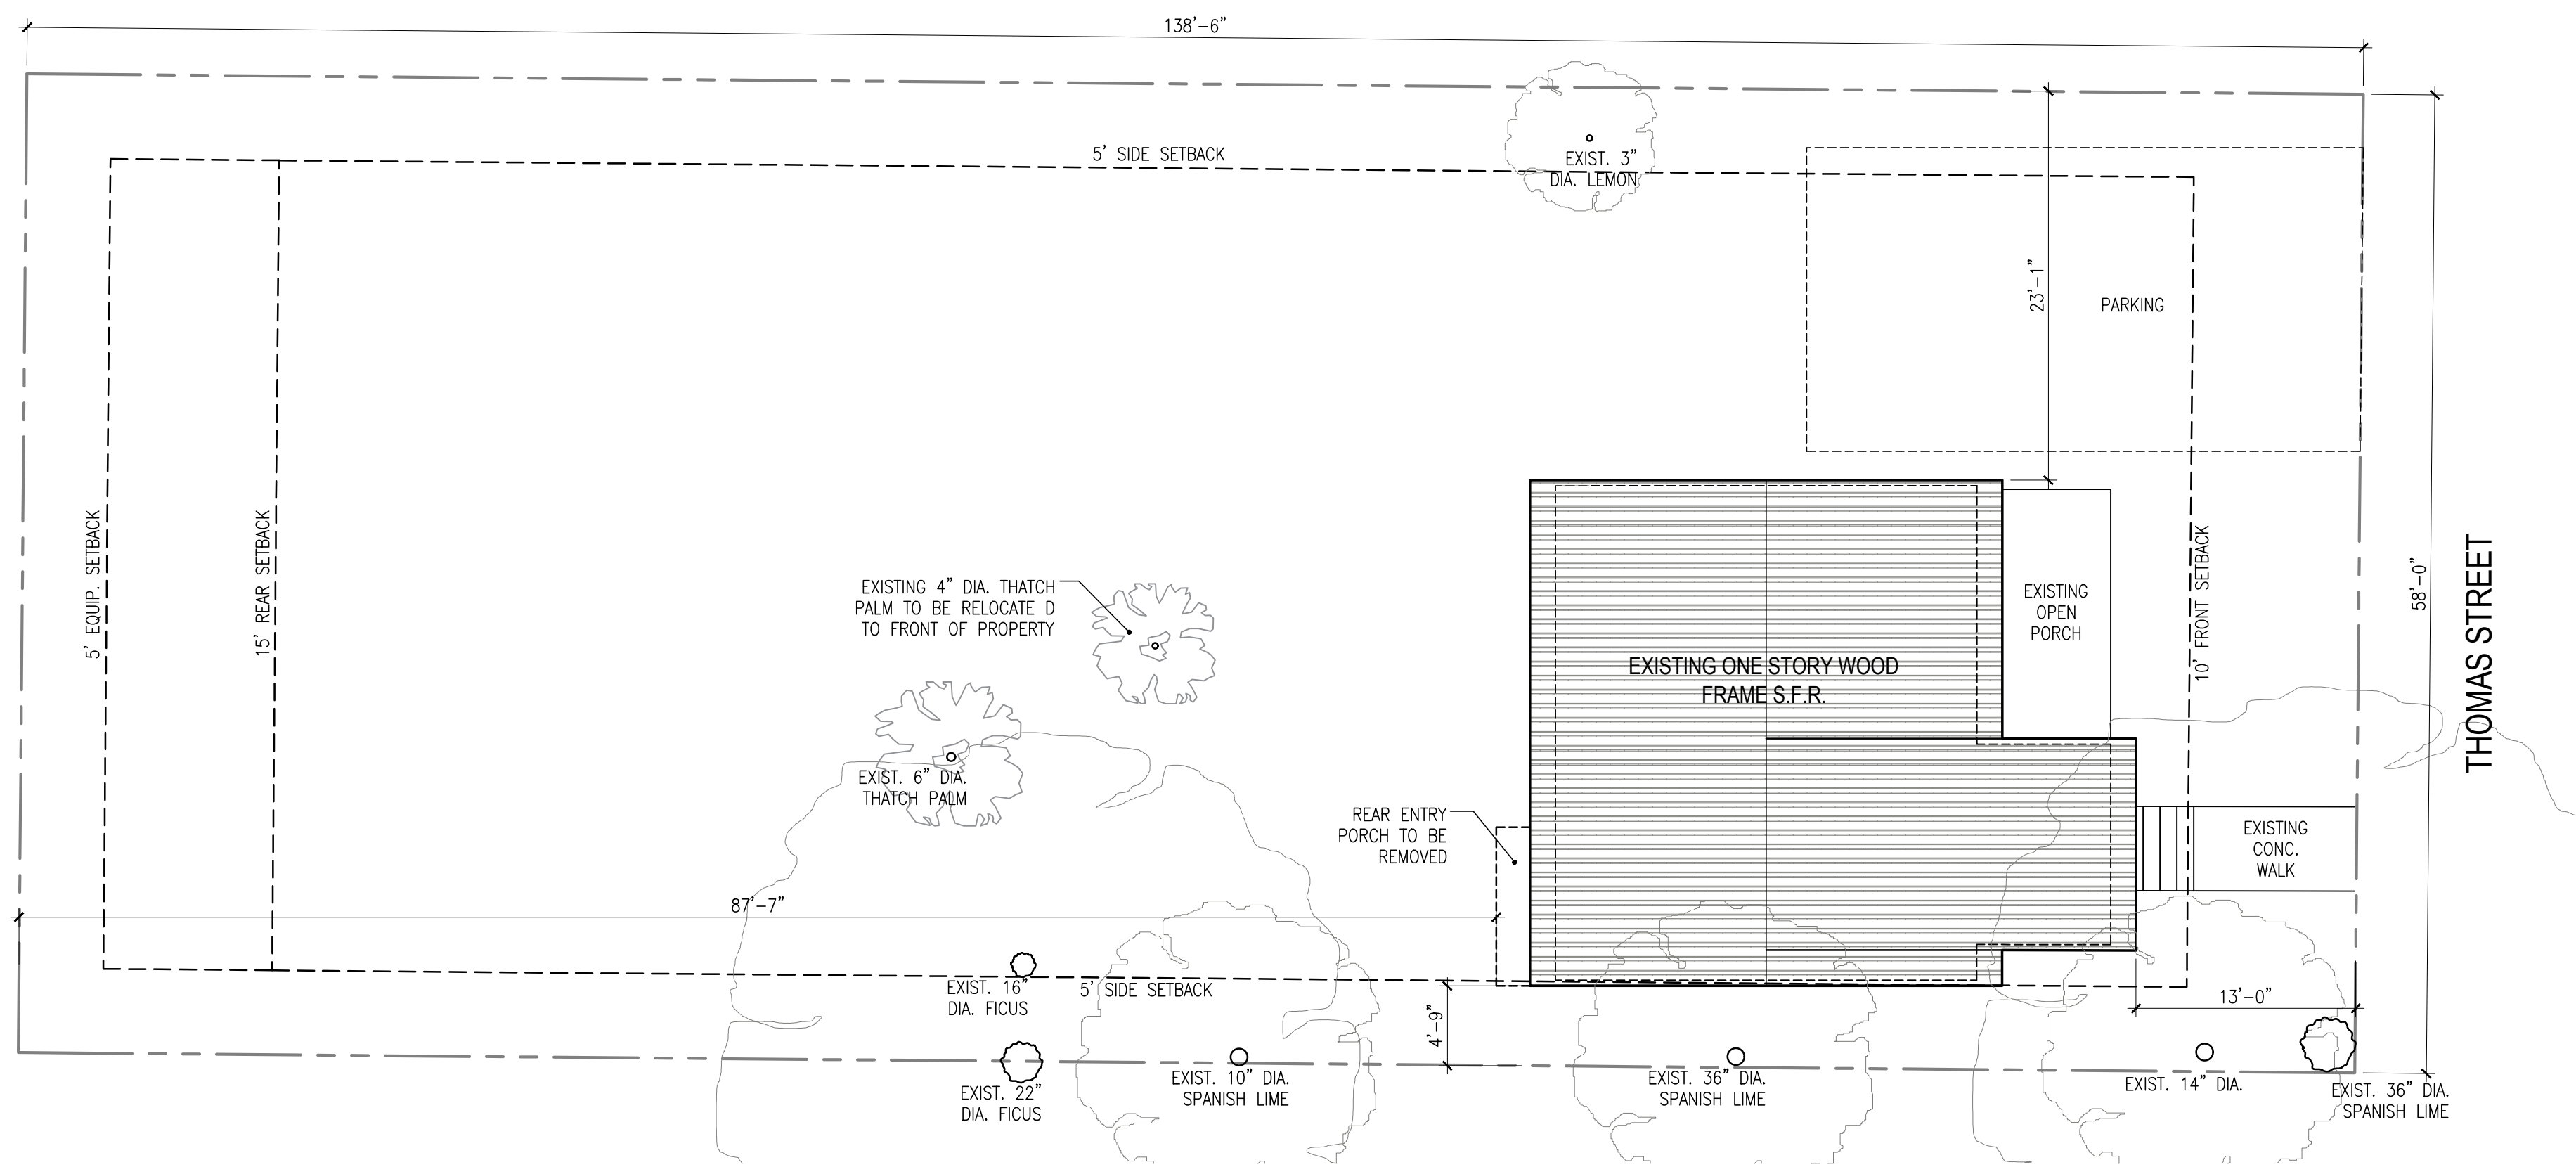 138'-6"
5' SIDE SETBACK
EXIST. 3"
DIA. LEMON
23'-1"
PARKING
5' EQUIP. SETBACK
15' REAR SETBACK
EXISTING 4" DIA. THATCH
PALM TO BE RELOCATE D
TO FRONT OF PROPERTY
EXISTING
OPEN
PORCH
10' FRONT SETBACK
58'-0"
THOMAS STREET
EXISTING ONE STORY WOOD
FRAME S.F.R.
EXIST. 6" DIA.
THATCH PALM
REAR ENTRY
PORCH TO BE
REMOVED
EXISTING
CONC.
WALK
87'-7"
EXIST. 16"
DIA. FICUS
5' SIDE SETBACK
4'-9"
13'-0"
EXIST. 22"
DIA. FICUS
EXIST. 10" DIA.
SPANISH LIME
EXIST. 36" DIA.
SPANISH LIME
EXIST. 14" DIA.
EXIST. 36" DIA.
SPANISH LIME